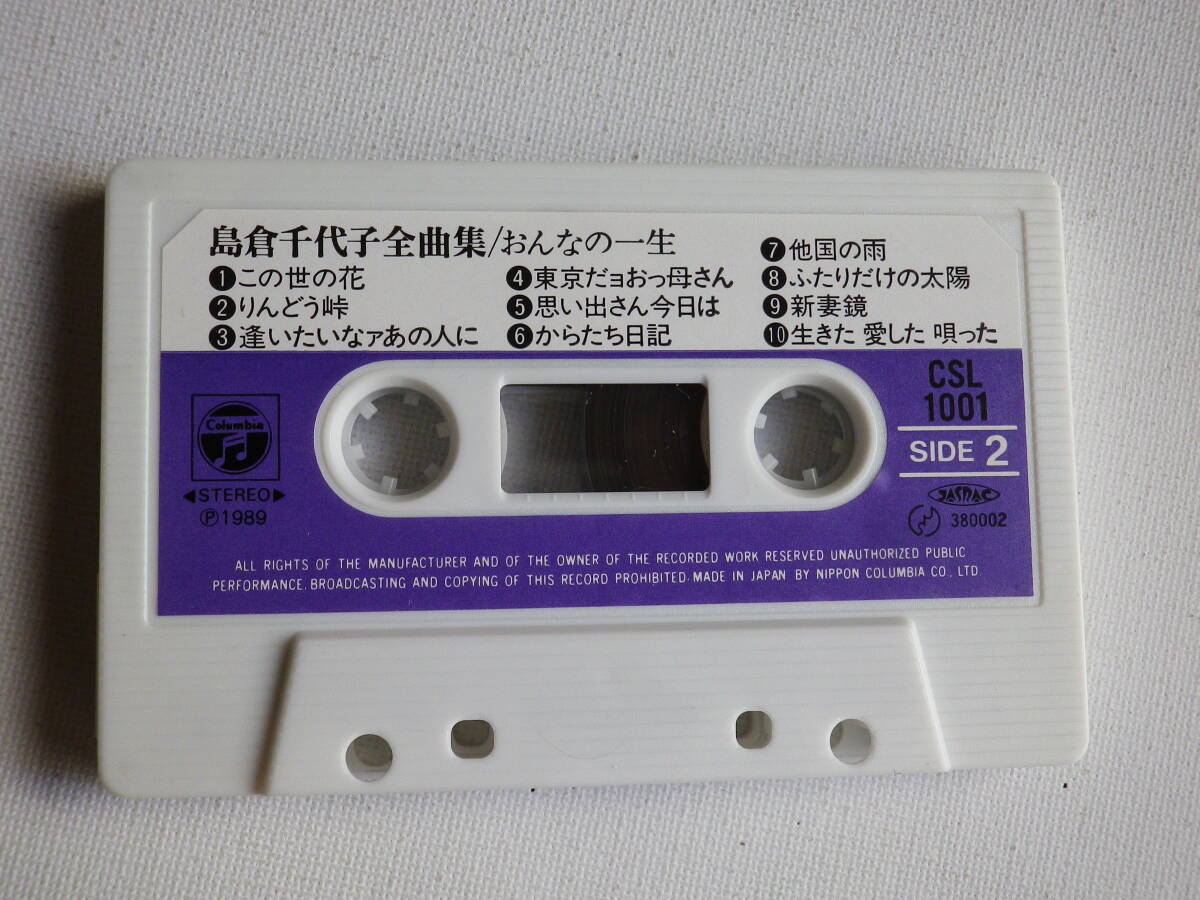 島倉千代子全曲集/おんなの一生
❶この世の花
❷りんどう峠
❸逢いたいなァあの人に
❹東京だョおっ母さん
❺思い出さん今日は
❻からたち日記
❼他国の雨
❽ふたりだけの太陽
❾新妻鏡
❿生きた 愛した 唄った
Columbia
◀STEREO▶
Ⓟ1989
CSL
1001
SIDE 2
JASRAC
380002
ALL RIGHTS OF THE MANUFACTURER AND OF THE OWNER OF THE RECORDED WORK RESERVED UNAUTHORIZED PUBLIC
PERFORMANCE. BROADCASTING AND COPYING OF THIS RECORD PROHIBITED. MADE IN JAPAN BY NIPPON COLUMBIA CO., LTD